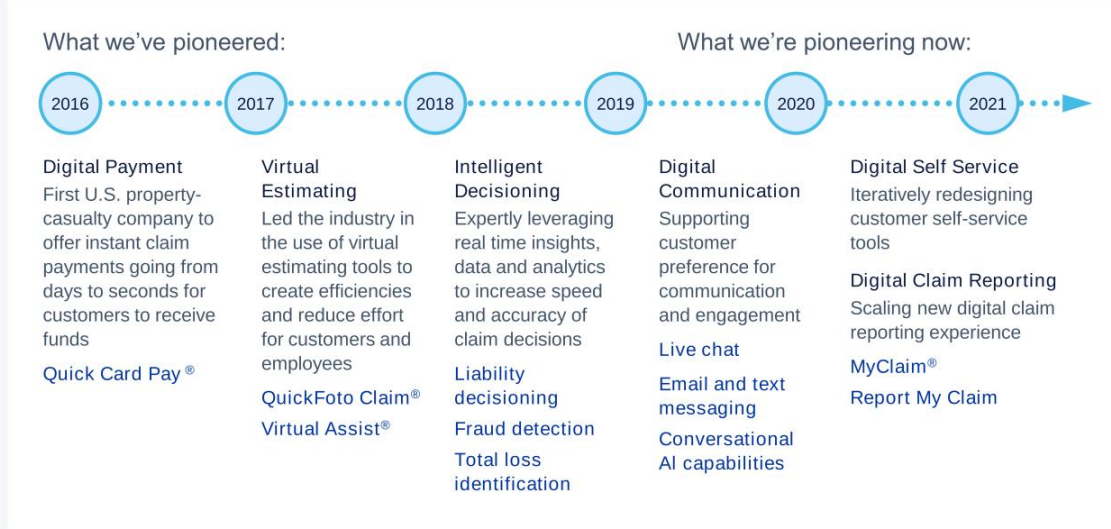 What we've pioneered:
What we're pioneering now:
2016
2017
2018
2019
2020
2021
Digital Payment
First U.S. property-
casualty company to
offer instant claim
payments going from
days to seconds for
customers to receive
funds
Quick Card Pay ®
Virtual
Estimating
Led the industry in
the use of virtual
estimating tools to
create efficiencies
and reduce effort
for customers and
employees
QuickFoto Claim®
Virtual Assist®
Intelligent
Decisioning
Expertly leveraging
real time insights,
data and analytics
to increase speed
and accuracy of
claim decisions
Liability
decisioning
Fraud detection
Total loss
identification
Digital
Communication
Supporting
customer
preference for
communication
and engagement
Live chat
Email and text
messaging
Conversational
AI capabilities
Digital Self Service
Iteratively redesigning
customer self-service
tools
Digital Claim Reporting
Scaling new digital claim
reporting experience
MyClaim®
Report My Claim